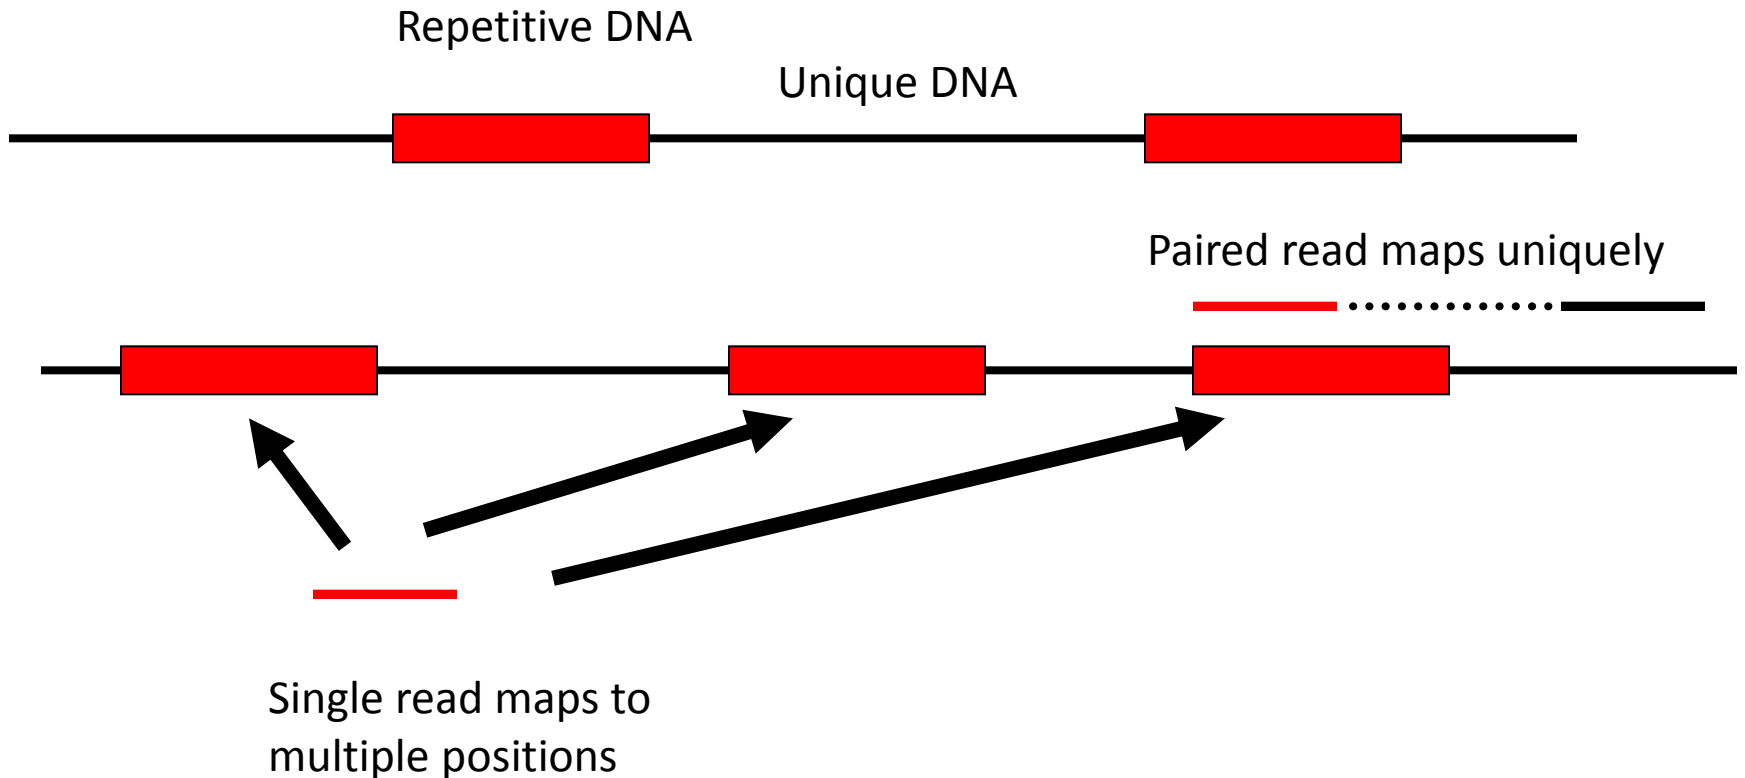 Repetitive DNA
Unique DNA
Paired read maps uniquely
Single read maps to
multiple positions